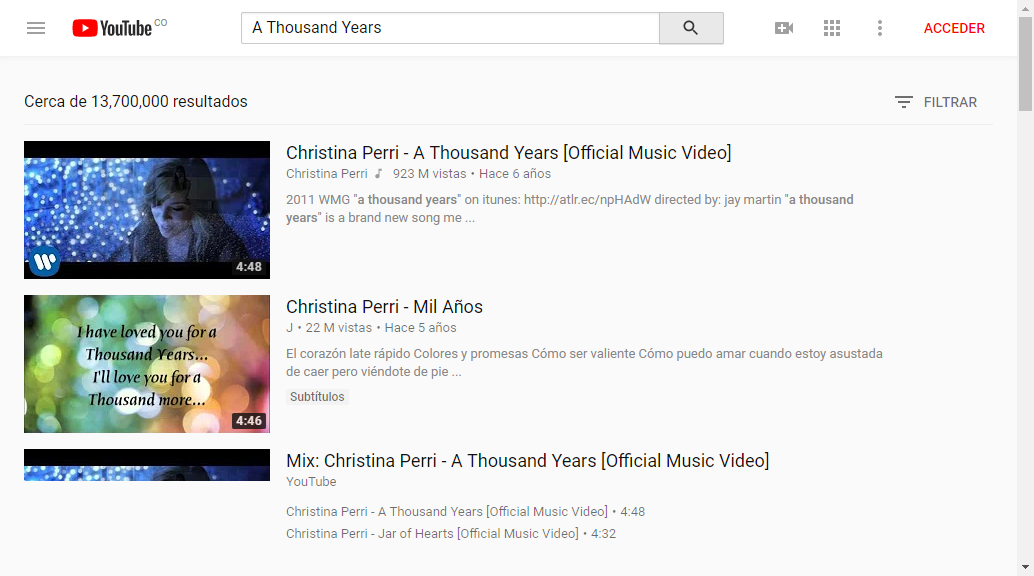 YouTube CO
A Thousand Years
ACCEDER
Cerca de 13,700,000 resultados
FILTRAR
Christina Perri - A Thousand Years [Official Music Video]
Christina Perri 923 M vistas • Hace 6 años
2011 WMG "a thousand years" on itunes: http://atlr.ec/npHAdW directed by: jay martin "a thousand
years" is a brand new song me ...
4:48
Christina Perri - Mil Años
J • 22 M vistas • Hace 5 años
I have loved you for a
Thousand Years...
I'll love you for a
Thousand more...
4:46
El corazón late rápido Colores y promesas Cómo ser valiente Cómo puedo amar cuando estoy asustada
de caer pero viéndote de pie ...
Subtítulos
Mix: Christina Perri - A Thousand Years [Official Music Video]
YouTube
Christina Perri - A Thousand Years [Official Music Video] • 4:48
Christina Perri - Jar of Hearts [Official Music Video] • 4:32